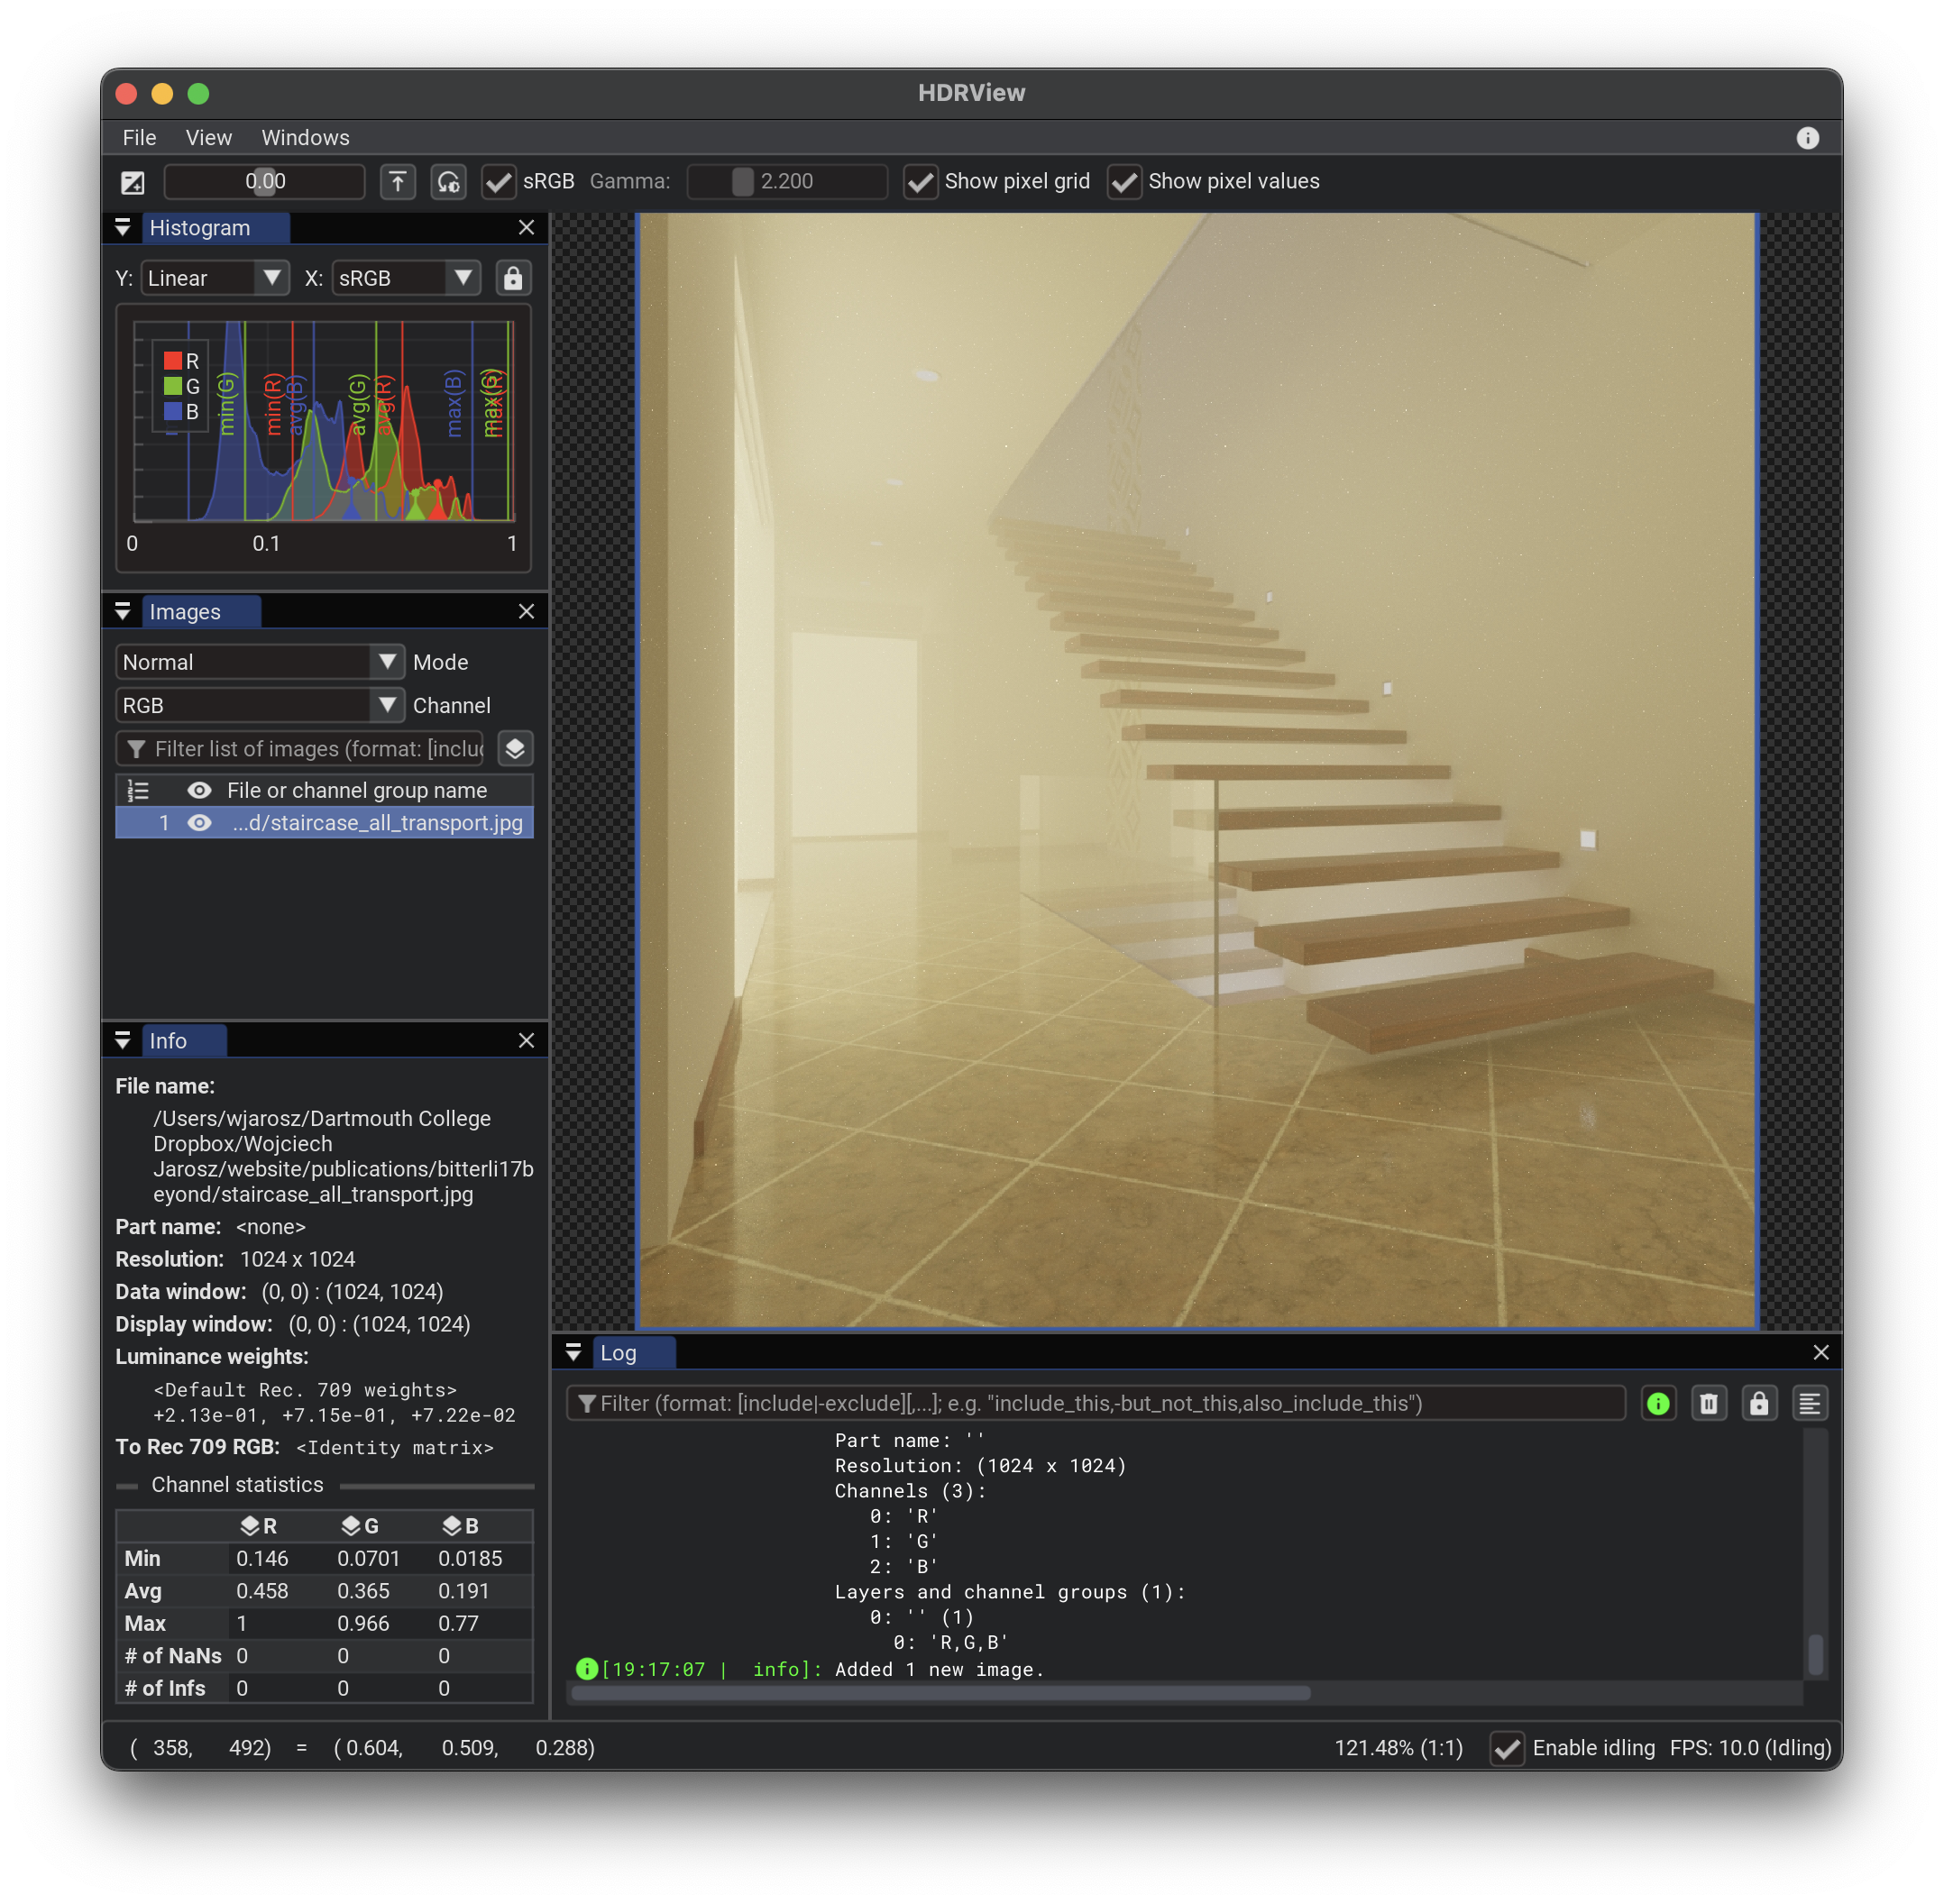 HDRView
File View Windows
0.00 sRGB Gamma: 2.200 Show pixel grid Show pixel values
Histogram
Y: Linear X: sRGB
R
G
B
min(G)
min(R)
avg(B)
avg(G)
avg(R)
max(B)
max(G)
max(R)
0 0.1 1
Images
Normal Mode
RGB Channel
Filter list of images (format: [includ
File or channel group name
1 ...d/staircase_all_transport.jpg
Info
File name:
/Users/wjarosz/Dartmouth College
Dropbox/Wojciech
Jarosz/website/publications/bitterli17b
eyond/staircase_all_transport.jpg
Part name: <none>
Resolution: 1024 x 1024
Data window: (0, 0) : (1024, 1024)
Display window: (0, 0) : (1024, 1024)
Luminance weights:
<Default Rec. 709 weights>
+2.13e-01, +7.15e-01, +7.22e-02
To Rec 709 RGB: <Identity matrix>
Channel statistics
R G B
Min 0.146 0.0701 0.0185
Avg 0.458 0.365 0.191
Max 1 0.966 0.77
# of NaNs 0 0 0
# of Infs 0 0 0
Log
Filter (format: [include|-exclude][,...]; e.g. "include_this,-but_not_this,also_include_this")
Part name: ''
Resolution: (1024 x 1024)
Channels (3):
0: 'R'
1: 'G'
2: 'B'
Layers and channel groups (1):
0: '' (1)
0: 'R,G,B'
[19:17:07 | info]: Added 1 new image.
( 358, 492) = ( 0.604, 0.509, 0.288)
121.48% (1:1) Enable idling FPS: 10.0 (Idling)